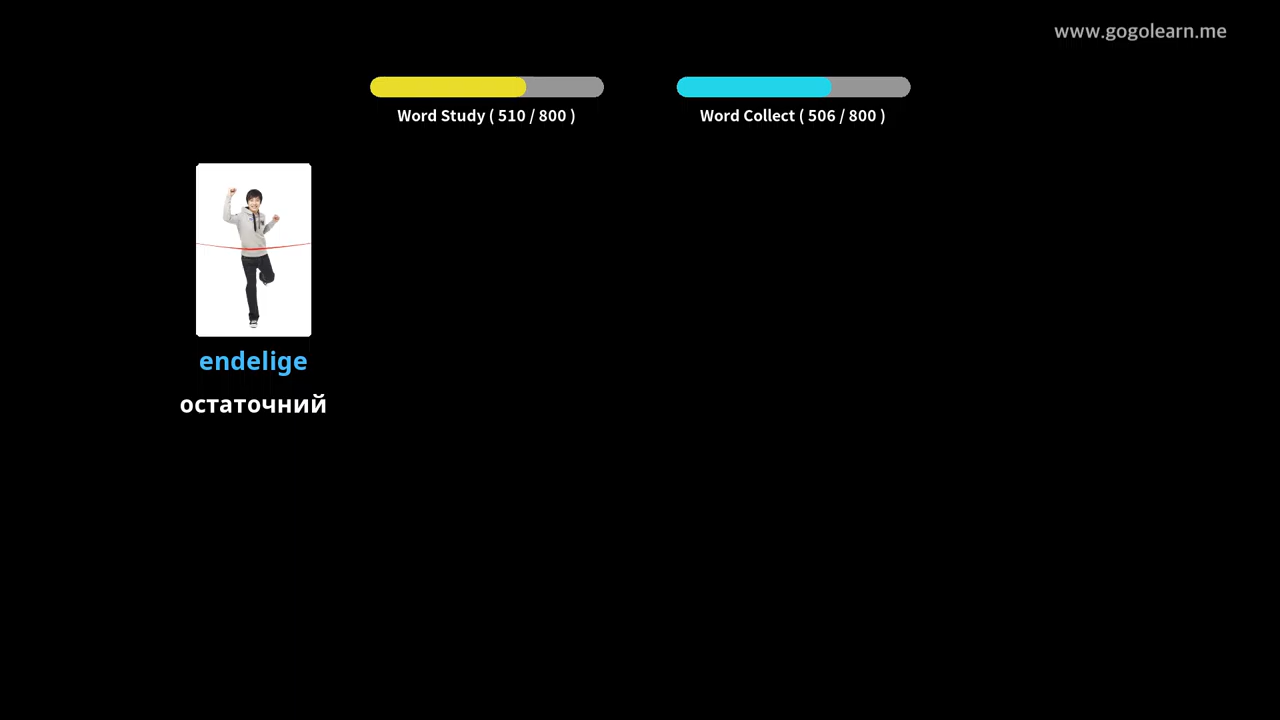 www.gogolearn.me
Word Study ( 510 / 800 )
Word Collect ( 506 / 800 )
endelige
остаточний